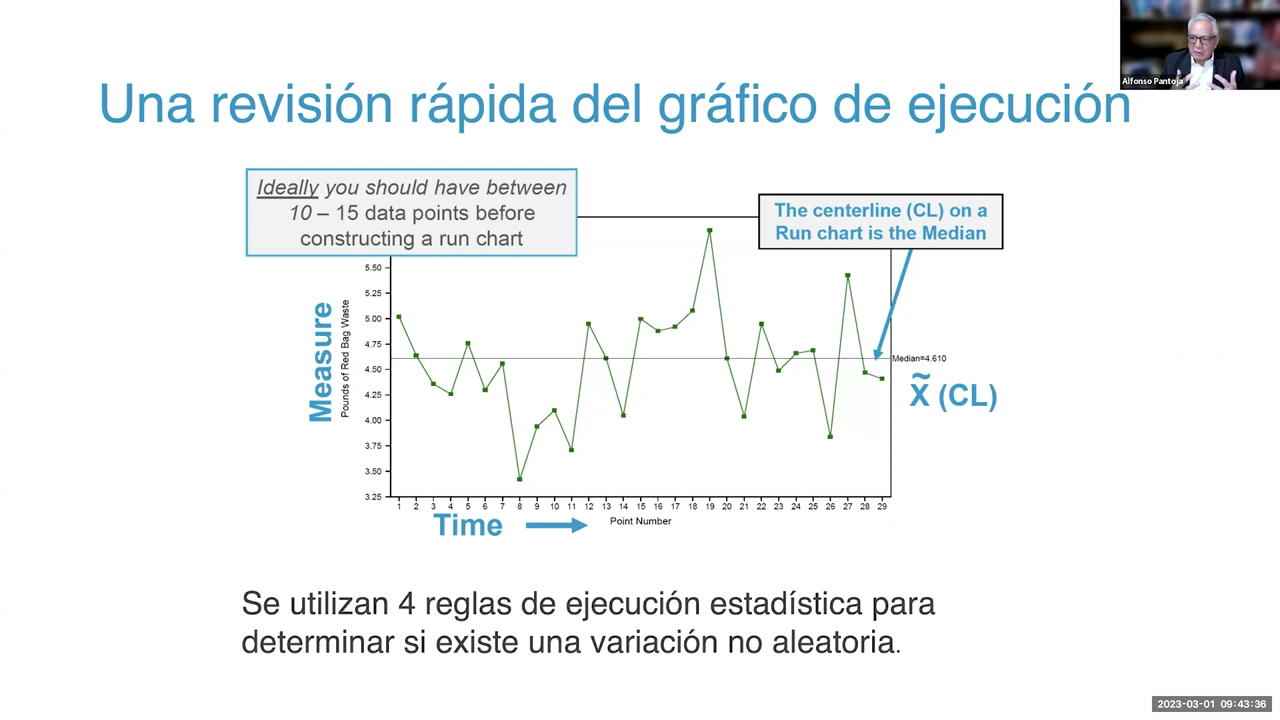 Alfonso Pantoja
Una revisión rápida del gráfico de ejecución
Ideally you should have between
10 – 15 data points before
constructing a run chart
The centerline (CL) on a
Run chart is the Median
Measure
Pounds of Red Bag Waste
5.50
5.25
5.00
4.75
4.50
4.25
4.00
3.75
3.50
3.25
Median=4.610
x̃ (CL)
1 2 3 4 5 6 7 8 9 10 11 12 13 14 15 16 17 18 19 20 21 22 23 24 25 26 27 28 29
Time
Point Number
Se utilizan 4 reglas de ejecución estadística para
determinar si existe una variación no aleatoria.
2023-03-01 09:43:36